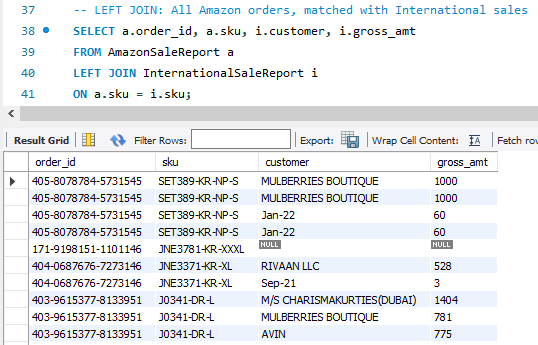 37 -- LEFT JOIN: All Amazon orders, matched with International sales
38 SELECT a.order_id, a.sku, i.customer, i.gross_amt
39 FROM AmazonSaleReport a
40 LEFT JOIN InternationalSaleReport i
41 ON a.sku = i.sku;
Result Grid Filter Rows: Export: Wrap Cell Content: Fetch
order_id sku customer gross_amt
405-8078784-5731545 SET389-KR-NP-S MULBERRIES BOUTIQUE 1000
405-8078784-5731545 SET389-KR-NP-S MULBERRIES BOUTIQUE 1000
405-8078784-5731545 SET389-KR-NP-S Jan-22 60
405-8078784-5731545 SET389-KR-NP-S Jan-22 60
171-9198151-1101146 JNE3781-KR-XXXL NULL NULL
404-0687676-7273146 JNE3371-KR-XL RIVAAN LLC 528
404-0687676-7273146 JNE3371-KR-XL Sep-21 3
403-9615377-8133951 J0341-DR-L M/S CHARISMAKURTIES(DUBAI) 1404
403-9615377-8133951 J0341-DR-L MULBERRIES BOUTIQUE 781
403-9615377-8133951 J0341-DR-L AVIN 775